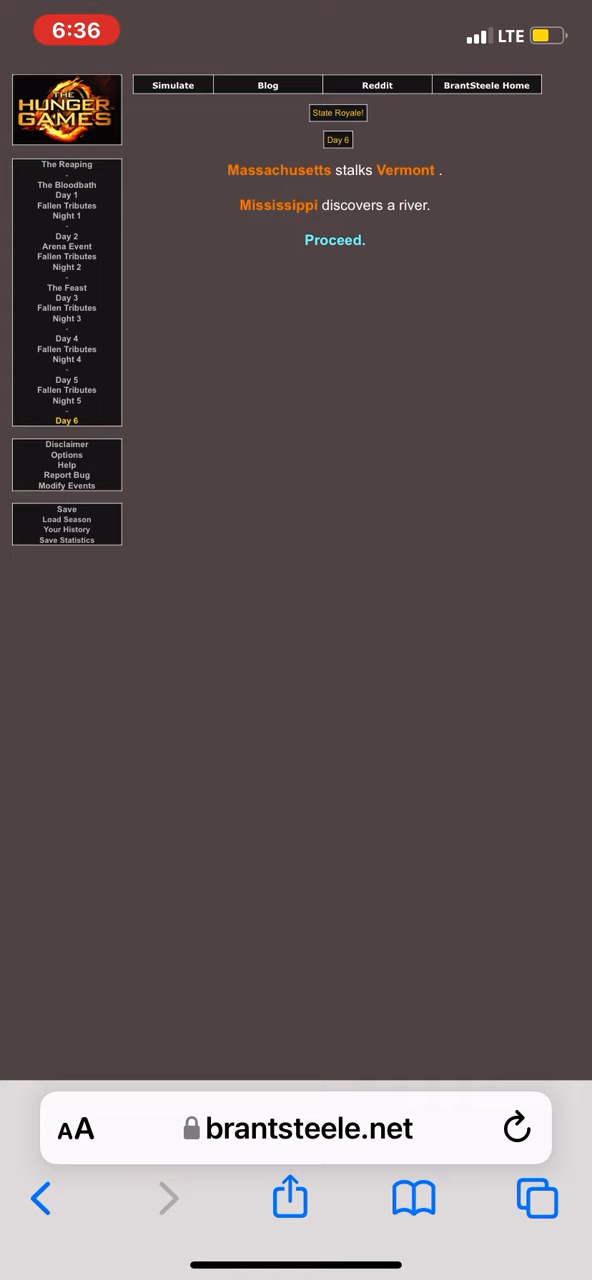 6:36
LTE
THE
HUNGER
GAMES
Simulate
Blog
Reddit
BrantSteele Home
State Royale!
Day 6
Massachusetts stalks Vermont .
Mississippi discovers a river.
Proceed.
The Reaping
-
The Bloodbath
Day 1
Fallen Tributes
Night 1
-
Day 2
Arena Event
Fallen Tributes
Night 2
-
The Feast
Day 3
Fallen Tributes
Night 3
-
Day 4
Fallen Tributes
Night 4
-
Day 5
Fallen Tributes
Night 5
-
Day 6
Disclaimer
Options
Help
Report Bug
Modify Events
Save
Load Season
Your History
Save Statistics
AA
brantsteele.net